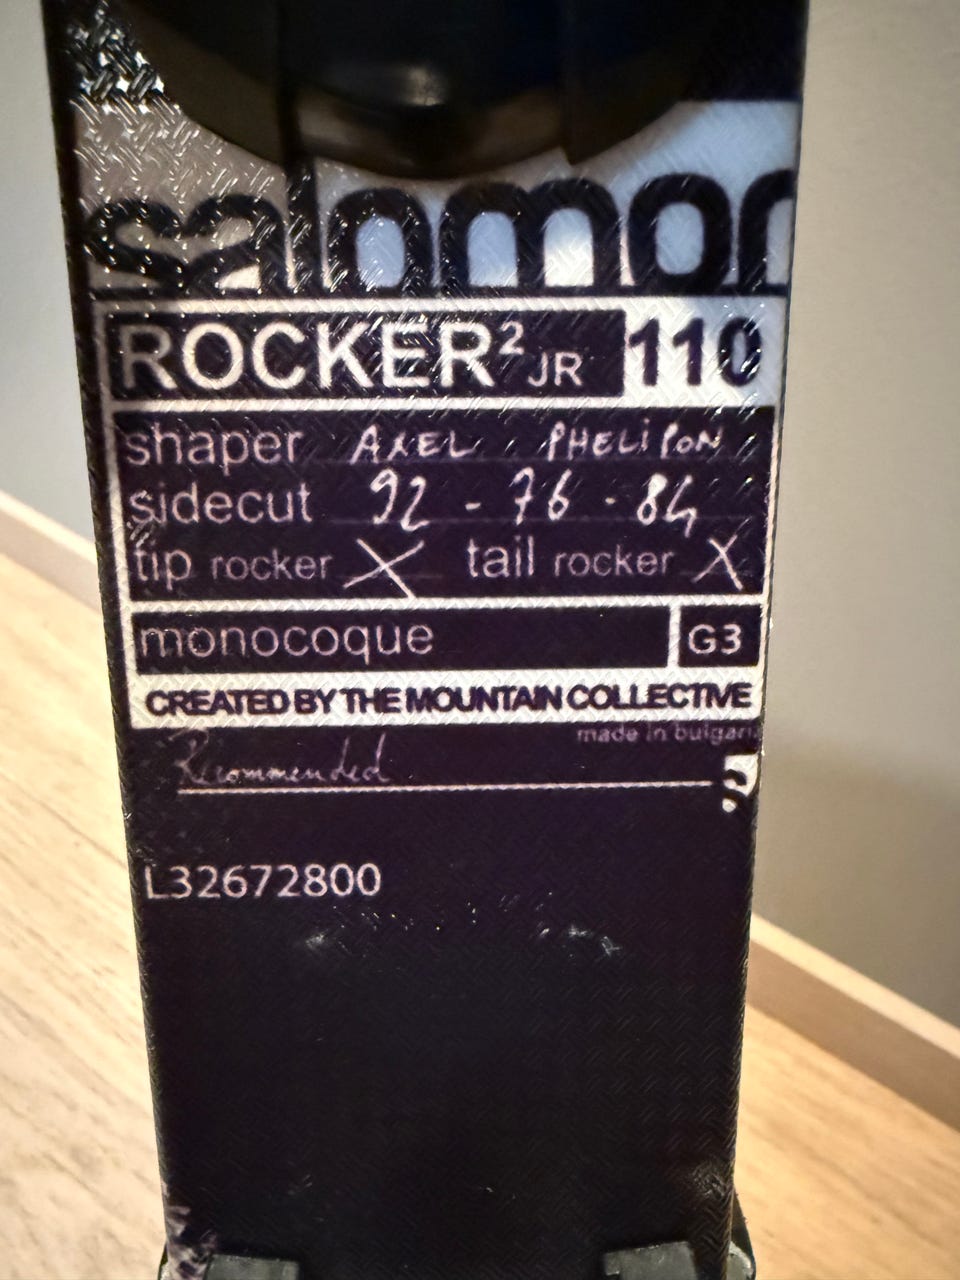 salomon
ROCKER² JR 110
shaper AXEL PHELIPON
sidecut 92 - 76 - 84
tip rocker X tail rocker X
monocoque G3
CREATED BY THE MOUNTAIN COLLECTIVE
made in bulgaria
Recommended
L32672800